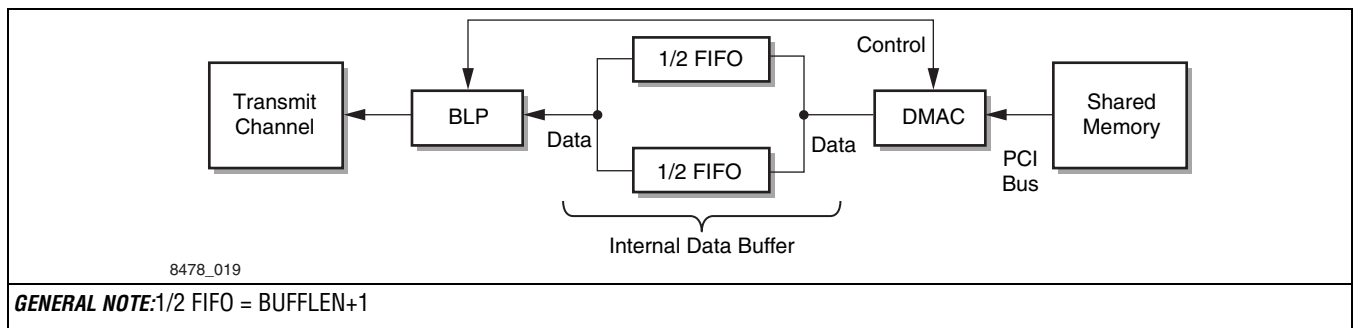 Control
1/2 FIFO
Transmit
Channel
BLP
Data
Data
DMAC
Shared
Memory
PCI
Bus
1/2 FIFO
Internal Data Buffer
8478_019
GENERAL NOTE:1/2 FIFO = BUFFLEN+1